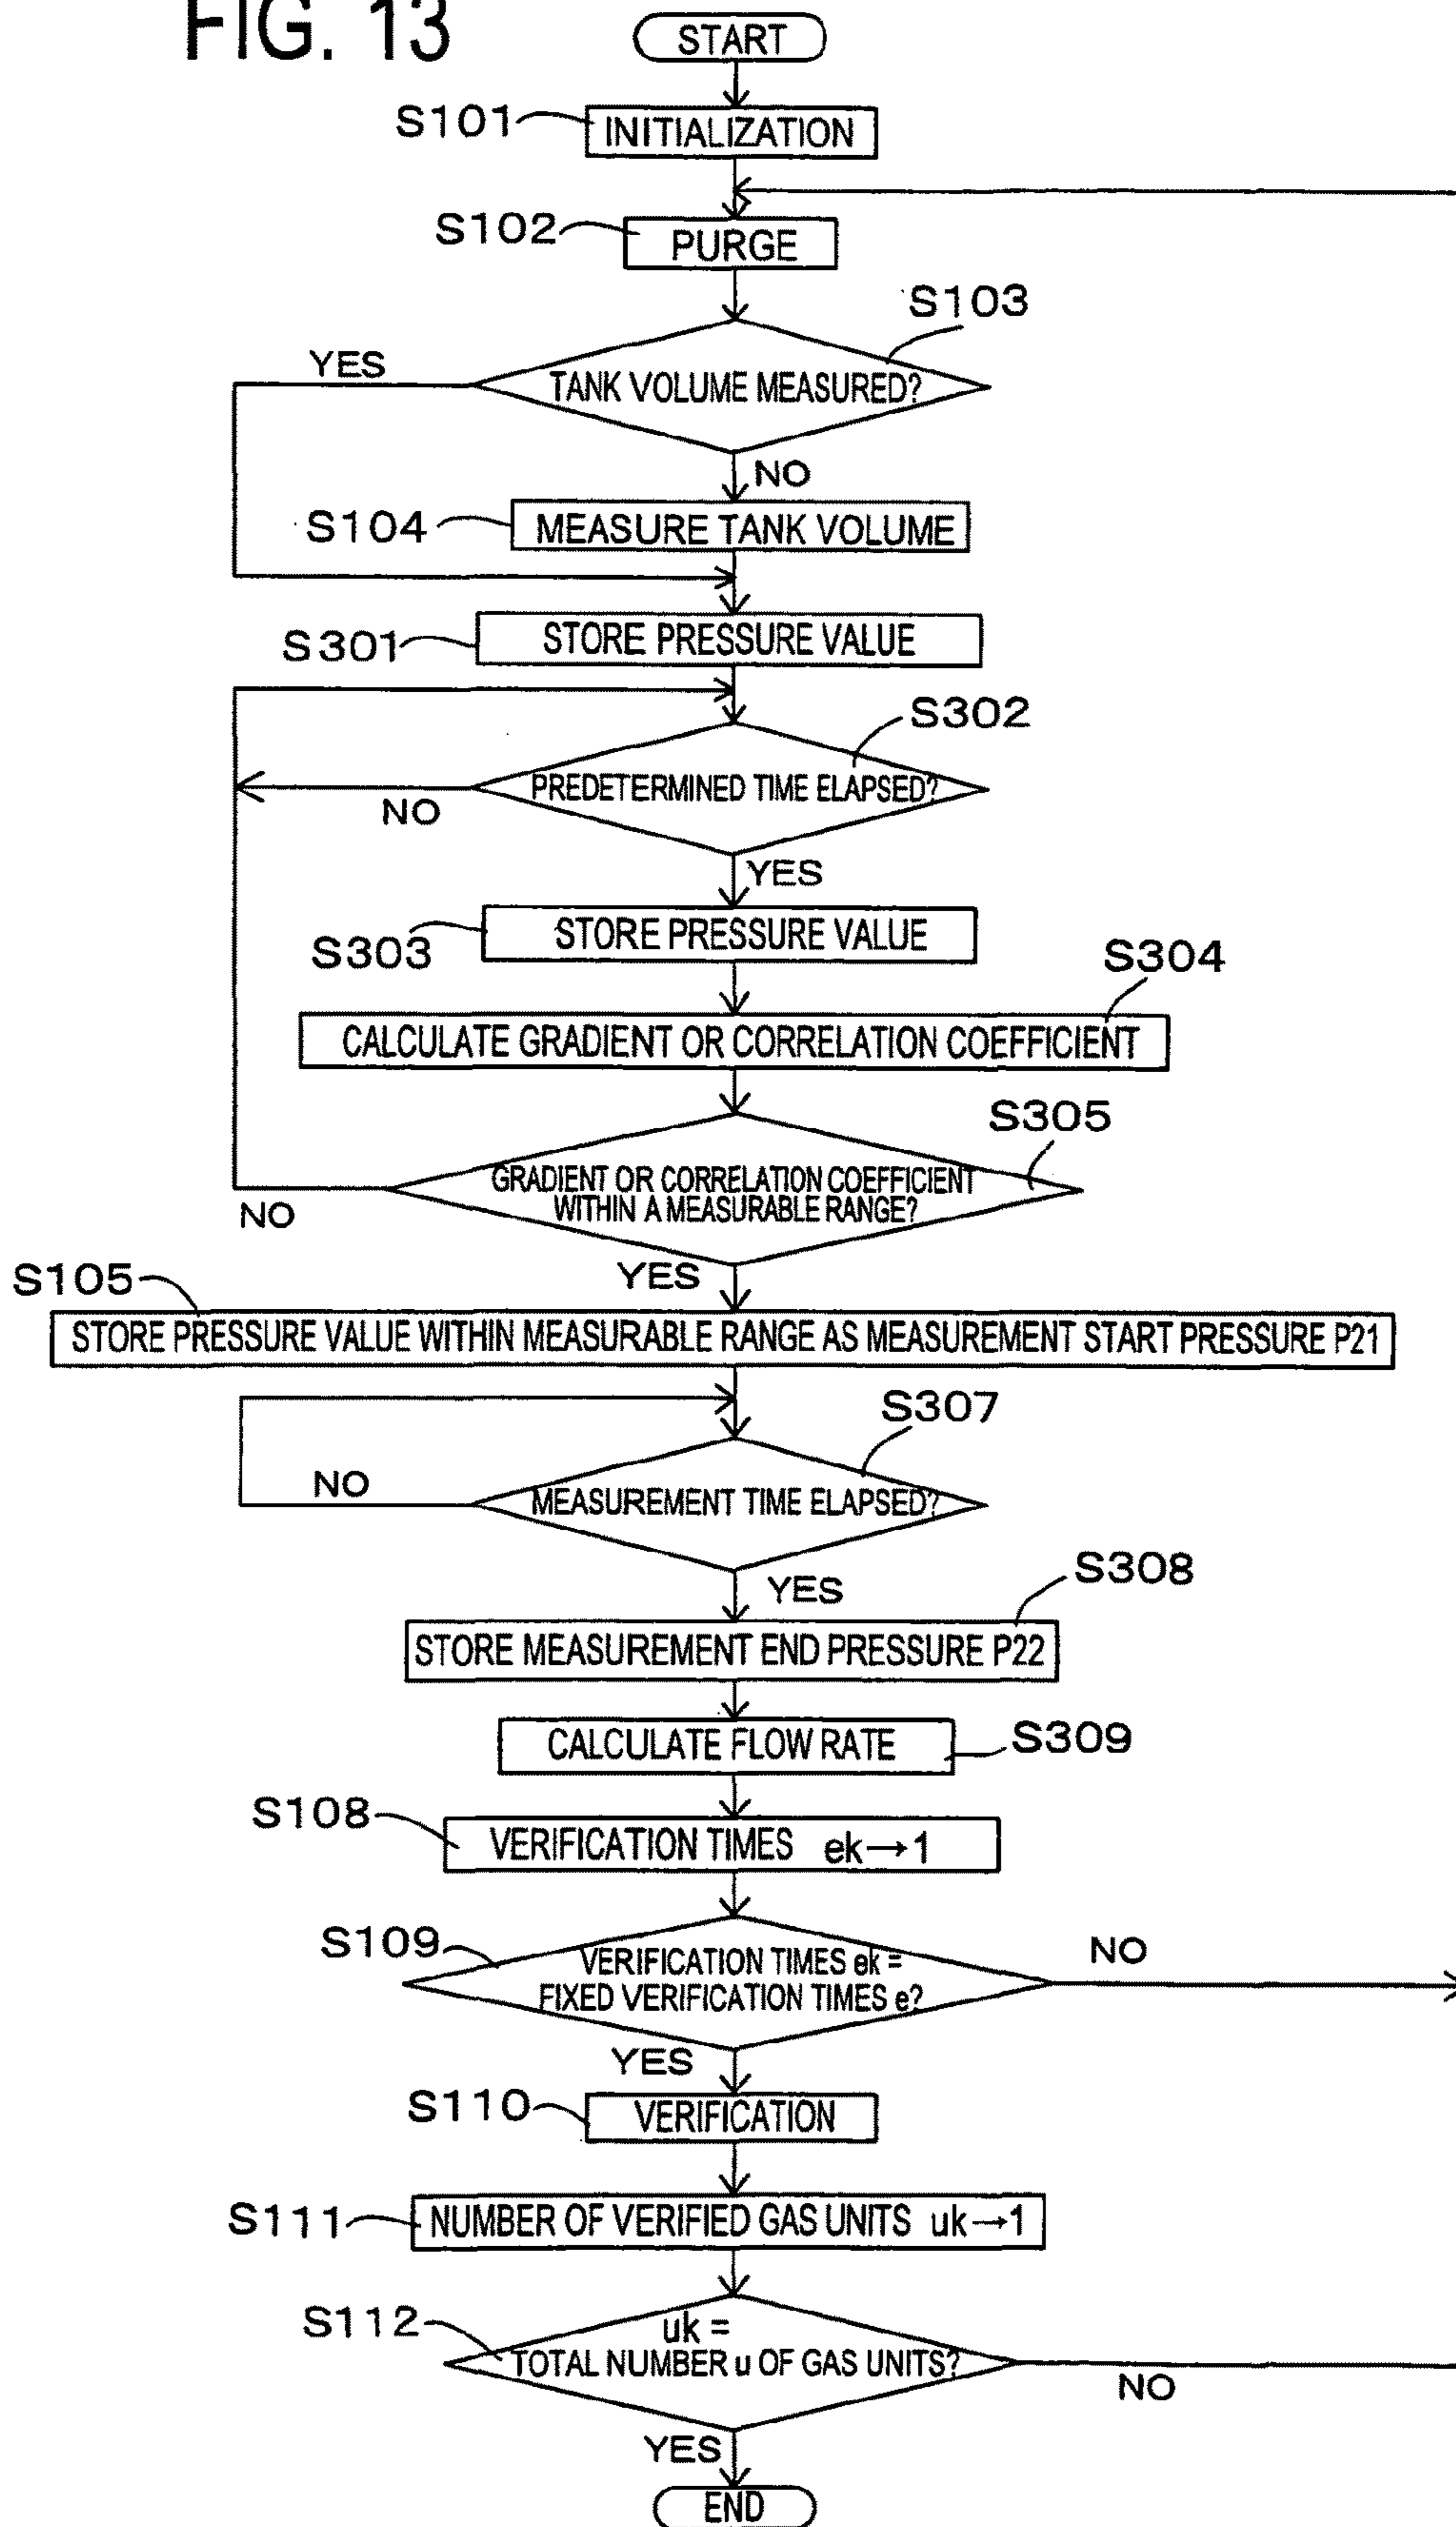 FIG. 13
START
S101
INITIALIZATION
S102
PURGE
S103
YES
TANK VOLUME MEASURED?
NO
S104
MEASURE TANK VOLUME
S301
STORE PRESSURE VALUE
S302
PREDETERMINED TIME ELAPSED?
NO
YES
S303
STORE PRESSURE VALUE
S304
CALCULATE GRADIENT OR CORRELATION COEFFICIENT
S305
GRADIENT OR CORRELATION COEFFICIENT
WITHIN A MEASURABLE RANGE?
NO
YES
S105
STORE PRESSURE VALUE WITHIN MEASURABLE RANGE AS MEASUREMENT START PRESSURE P21
S307
NO
MEASUREMENT TIME ELAPSED?
YES
S308
STORE MEASUREMENT END PRESSURE P22
CALCULATE FLOW RATE
S309
S108
VERIFICATION TIMES ek→1
S109
VERIFICATION TIMES ek =
FIXED VERIFICATION TIMES e?
NO
YES
S110
VERIFICATION
S111
NUMBER OF VERIFIED GAS UNITS uk→1
S112
uk =
TOTAL NUMBER u OF GAS UNITS?
NO
YES
END